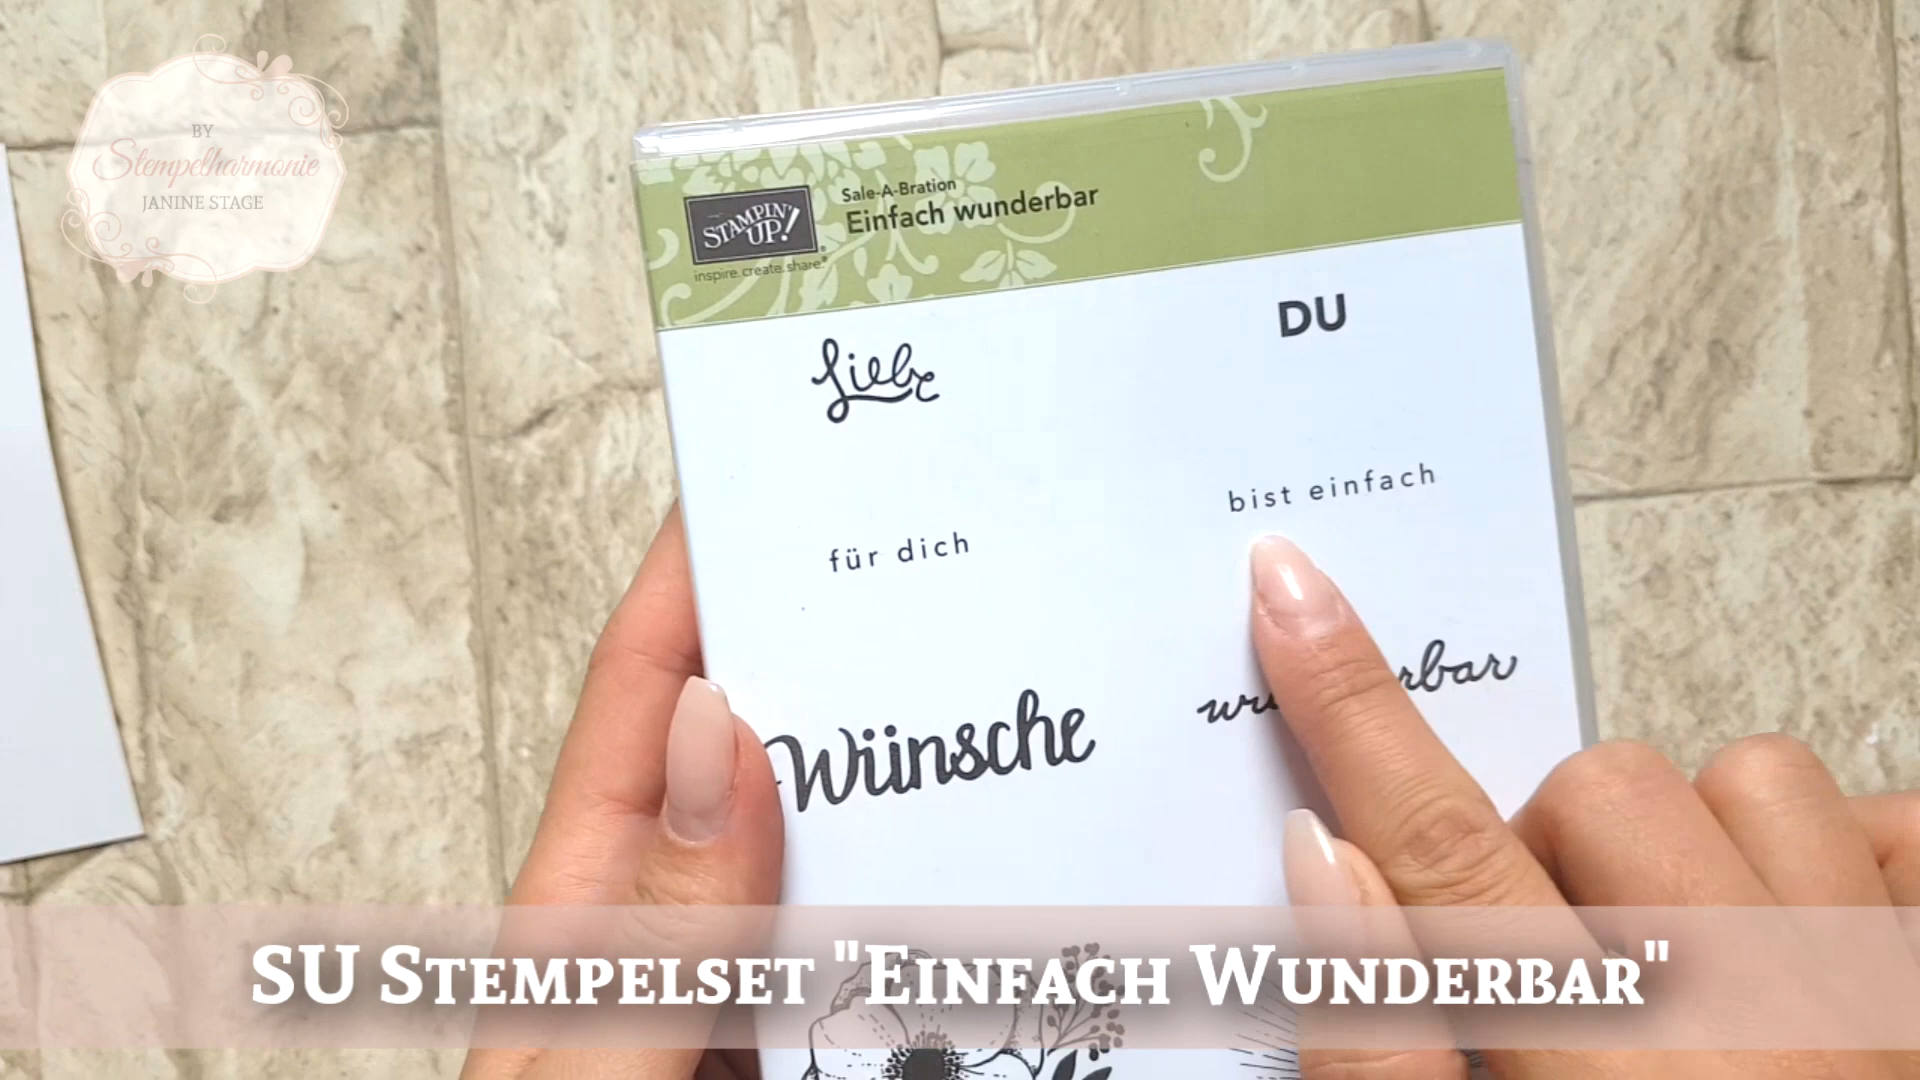 BY
Stempelharmonie
JANINE STAGE
STAMPIN'
UP!
inspire.create.share.®
Sale-A-Bration
Einfach wunderbar
Liebe
DU
bist einfach
für dich
Wünsche
SU Stempelset "Einfach Wunderbar"